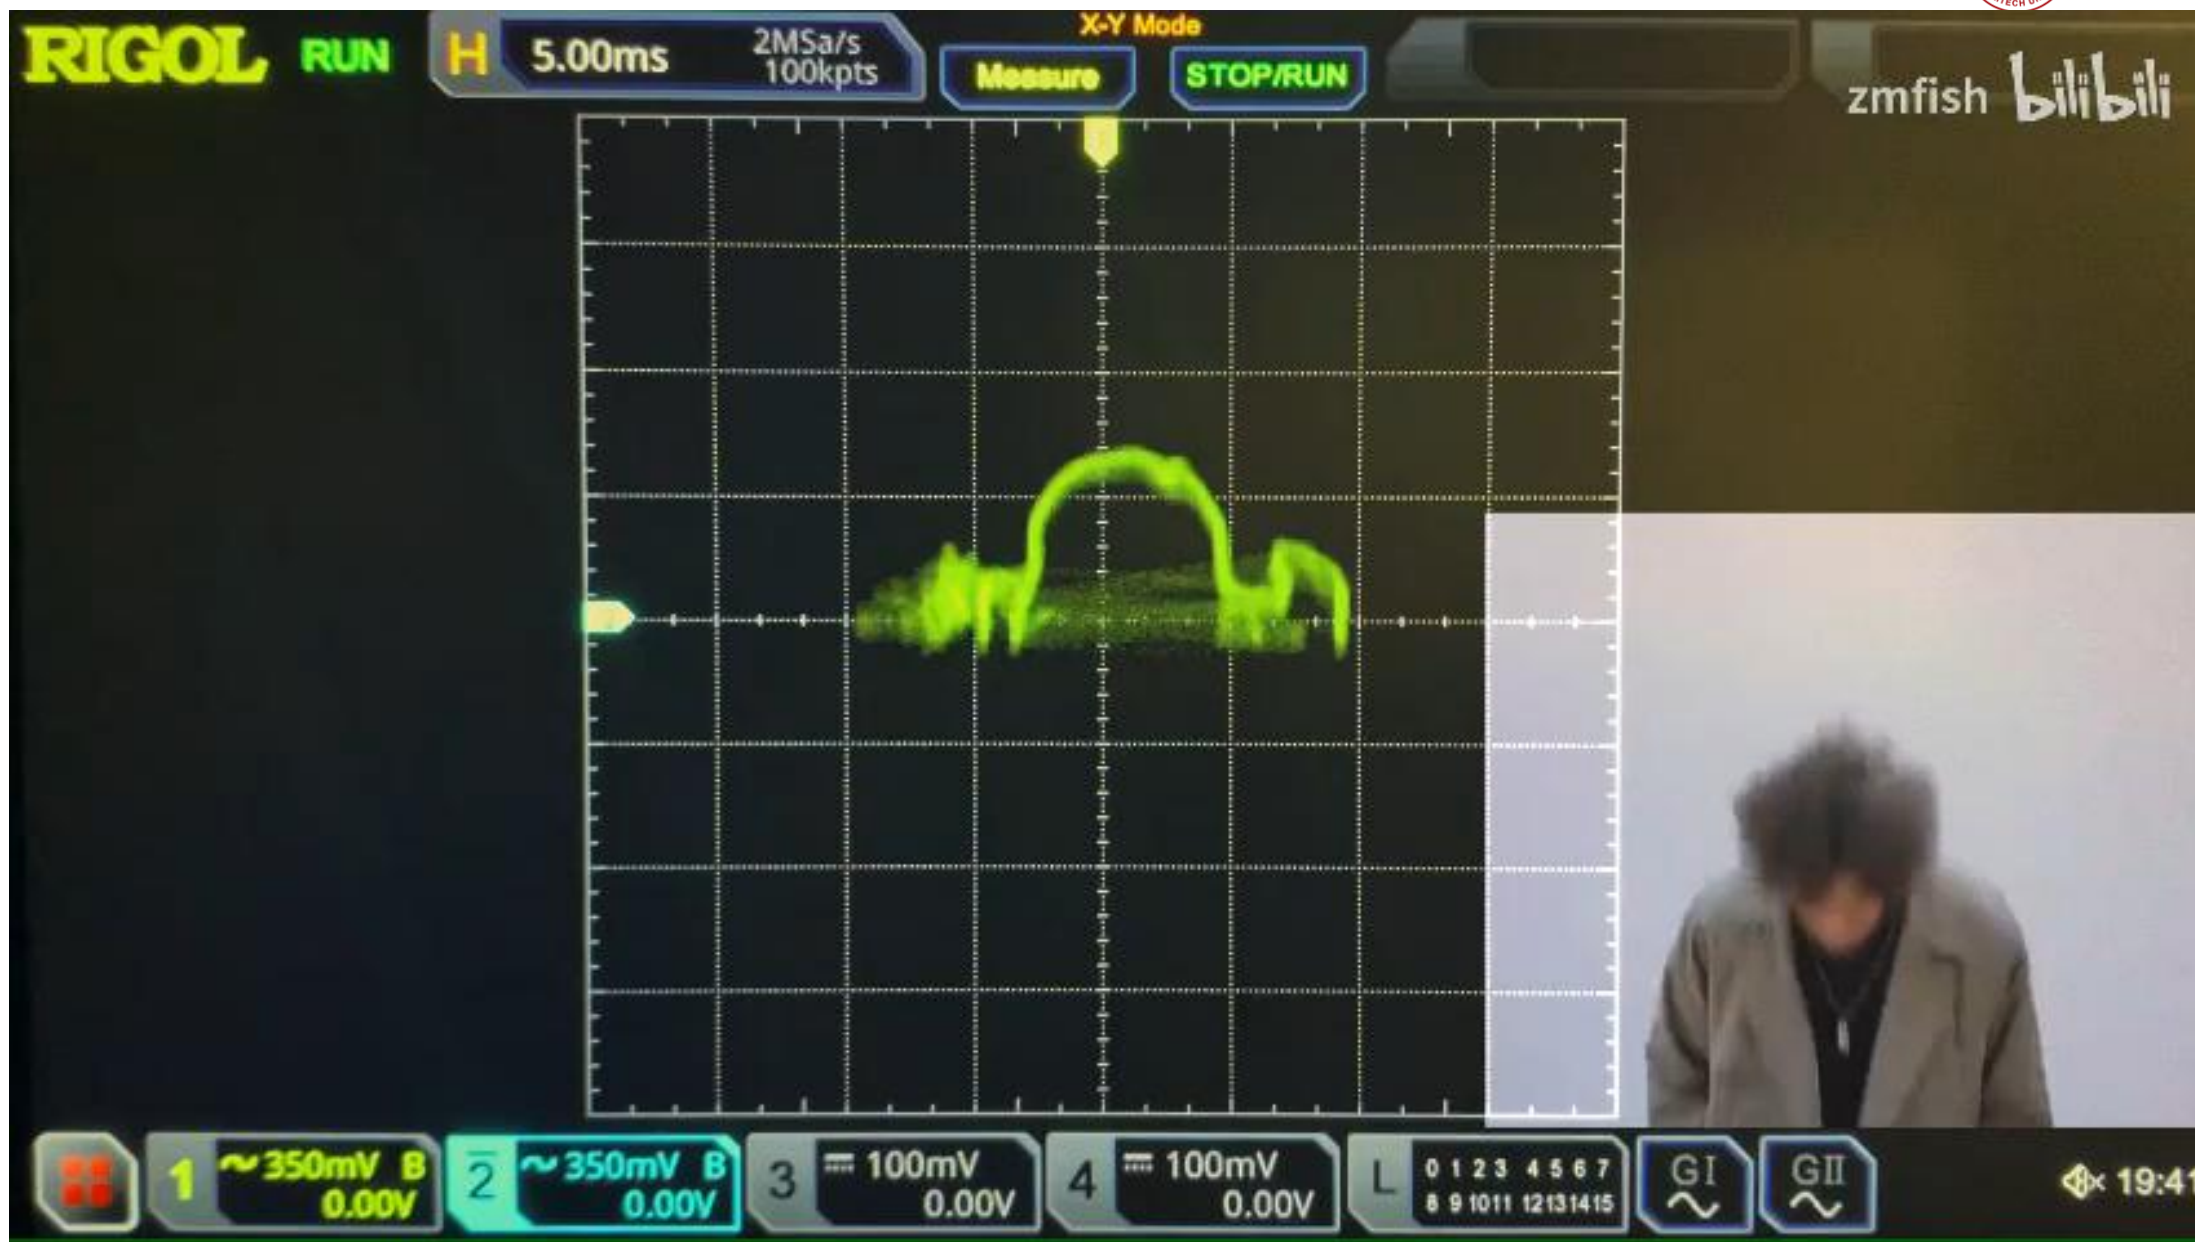 RIGOL RUN H 5.00ms 2MSa/s
100kpts
X-Y Mode
Measure STOP/RUN
zmfish bilibili
1 ~350mV B
0.00V
2 ~350mV B
0.00V
3 100mV
0.00V
4 100mV
0.00V
L 0 1 2 3 4 5 6 7
8 9 10 11 12 13 14 15
GI
GII
19:41